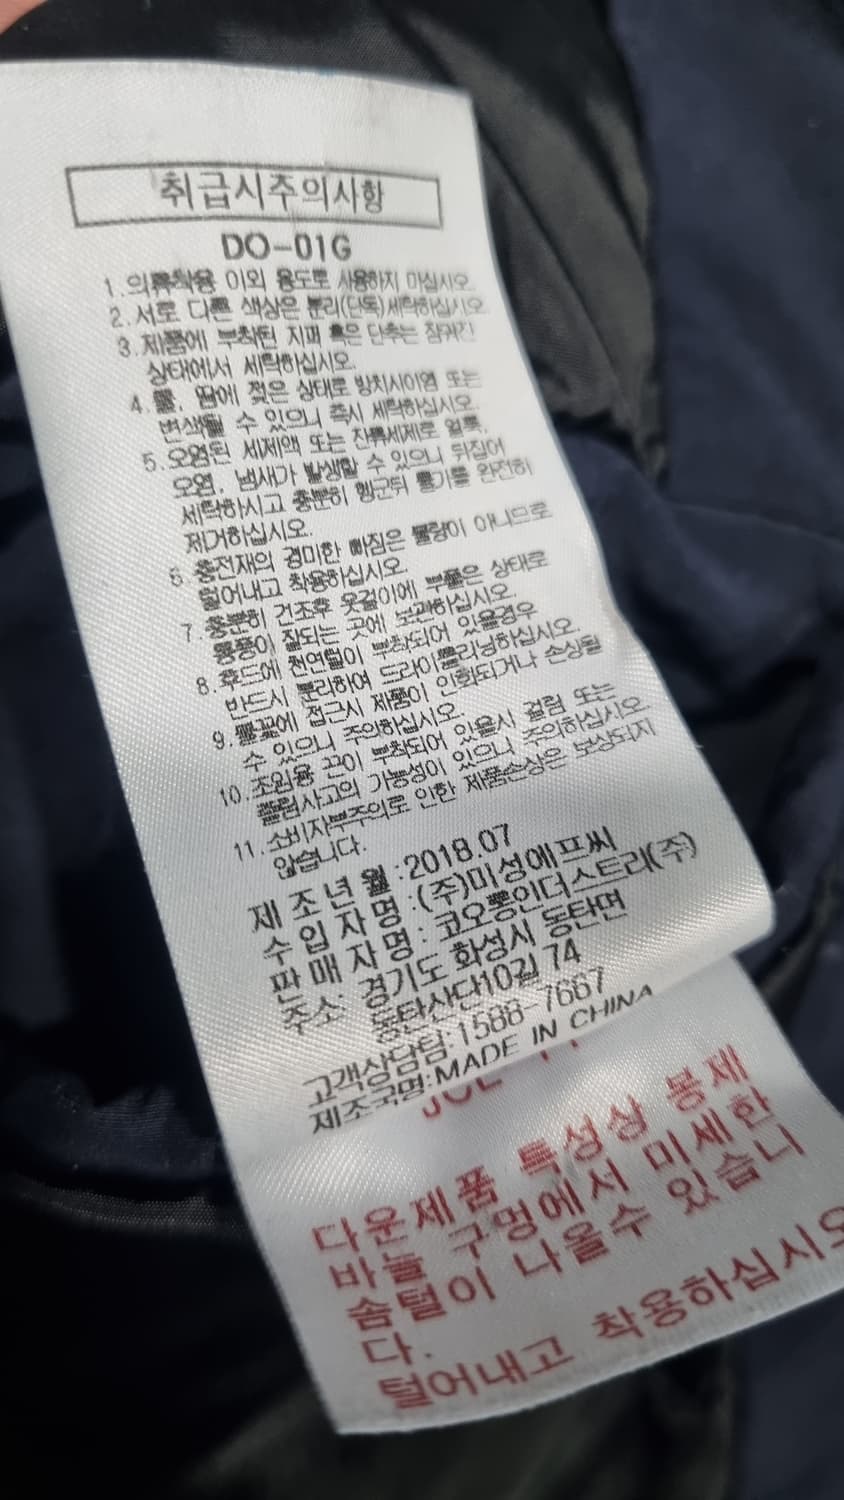 취급시주의사항
DO-01G
1.의류착용 이외 용도로 사용하지 마십시오.
2.서로 다른 색상은 분리(단독)세탁하십시오.
3.제품에 부착된 지퍼 혹은 단추는 잠궈진
상태에서 세탁하십시오.
4.물, 땀에 젖은 상태로 방치시이염 또는
변색될 수 있으니 즉시 세탁하십시오.
5.오염된 세제액 또는 잔류세제로 얼룩,
오염, 냄새가 발생할 수 있으니 뒤집어
세탁하시고 충분히 헹군뒤 물기를 완전히
제거하십시오.
6.충전재의 경미한 빠짐은 불량이 아니므로
털어내고 착용하십시오.
7.충분히 건조후 옷걸이에 부풀은 상태로
통풍이 잘되는 곳에 보관하십시오.
8.후드에 천연털이 부착되어 있을경우
반드시 분리하여 드라이클리닝하십시오.
9.불꽃에 접근시 제품이 인화되거나 손상될
수 있으니 주의하십시오.
10.조임용 끈이 부착되어 있을시 걸림 또는
끌림사고의 가능성이 있으니 주의하십시오.
11.소비자부주의로 인한 제품손상은 보상되지
않습니다.
제 조 년 월 :2018.07
수 입 자 명 :(주)미성에프씨
판 매 자 명 : 코오롱인더스트리(주)
주소: 경기도 화성시 동탄면
동탄산단10길 74
고객상담팀:1588-7667
제조국명:MADE IN CHINA
다운제품 특성상 봉제
바늘 구멍에서 미세한
솜털이 나올수 있습니
다.
털어내고 착용하십시오